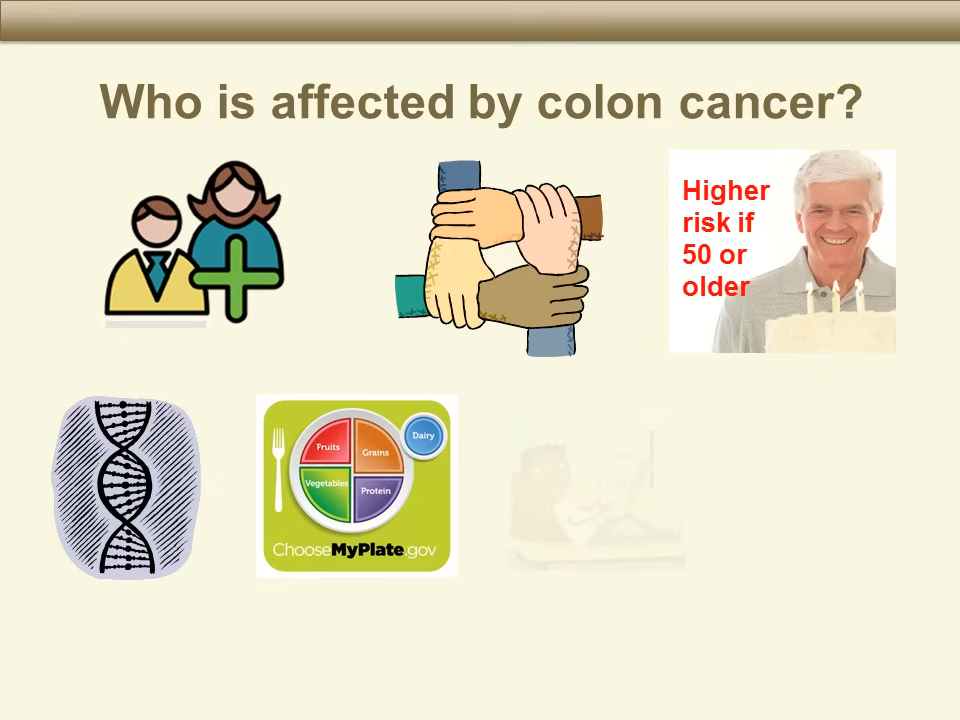 Who is affected by colon cancer?
Higher
risk if
50 or
older
Fruits
Grains
Dairy
Vegetables
Protein
ChooseMyPlate.gov